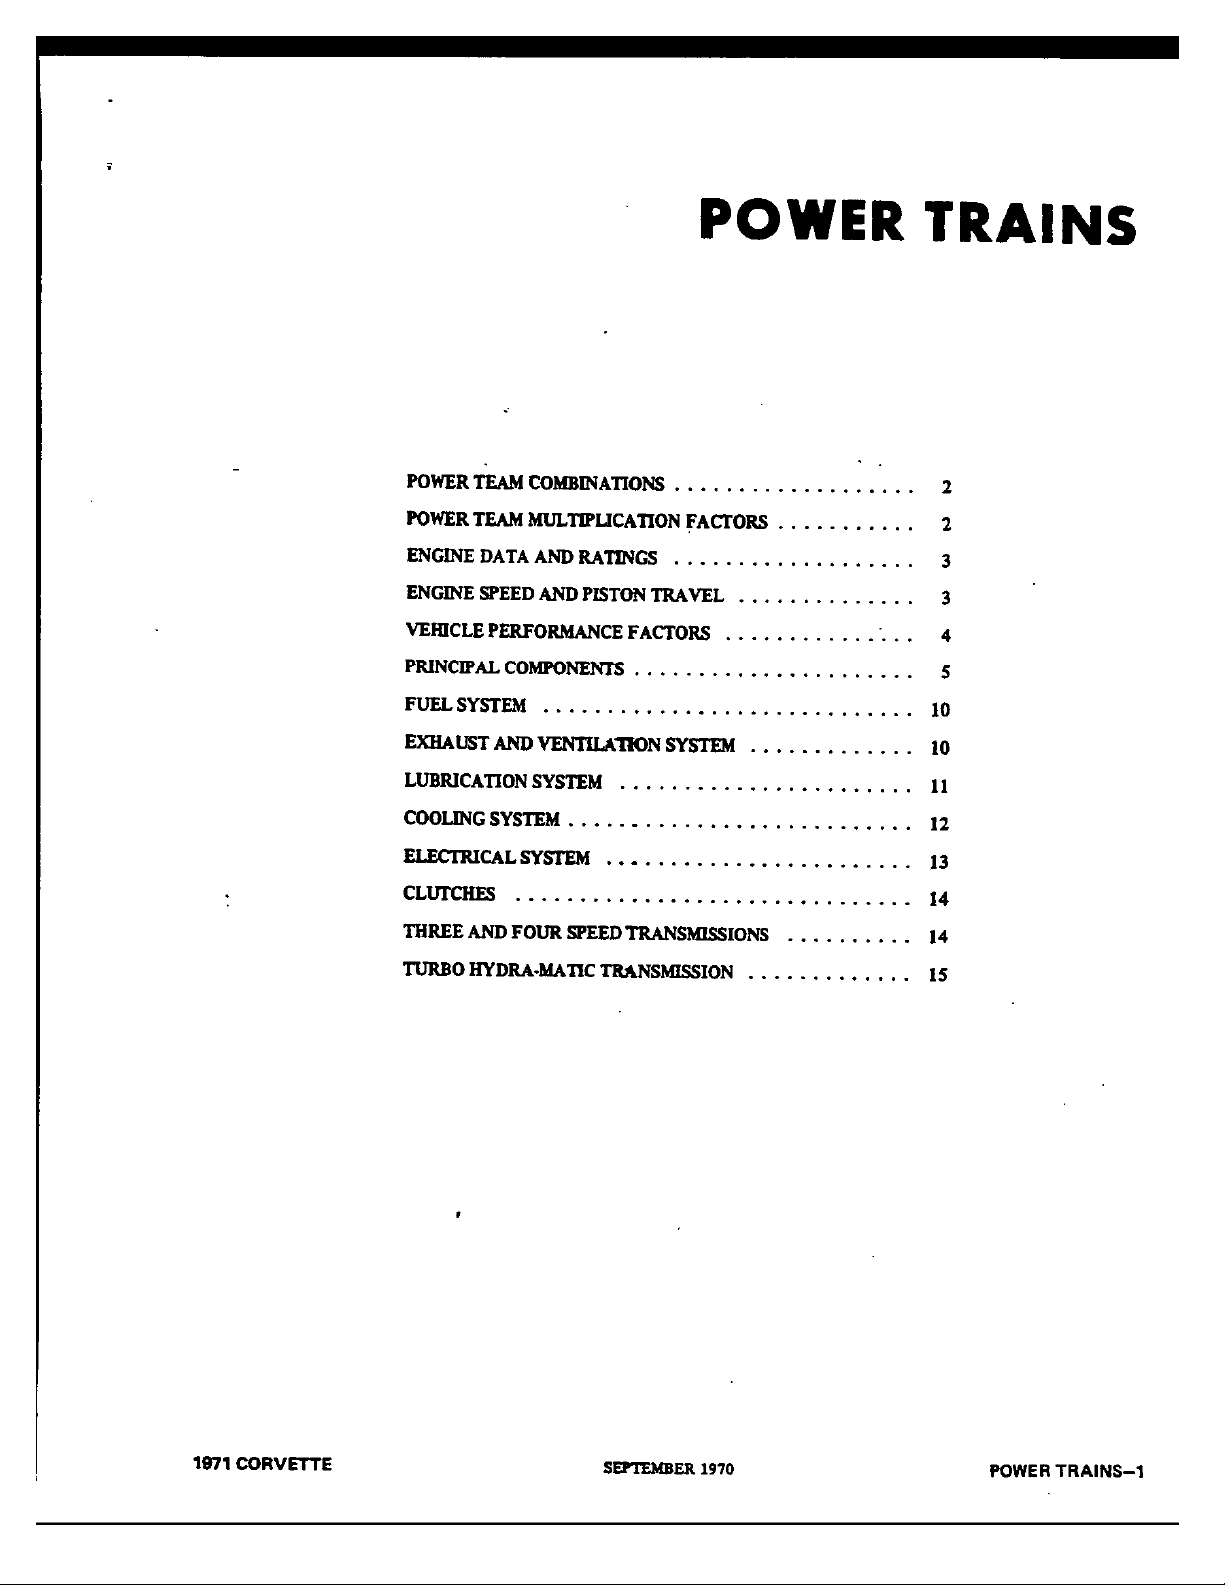 POWER TRAINS
POWER TEAM COMBINATIONS . . . . . . . . . . . . . . . . . . . 2
POWER TEAM MULTIPLICATION FACTORS . . . . . . . . . . . 2
ENGINE DATA AND RATINGS . . . . . . . . . . . . . . . . . . . 3
ENGINE SPEED AND PISTON TRAVEL . . . . . . . . . . . . . . 3
VEHICLE PERFORMANCE FACTORS . . . . . . . . . . . . . . . 4
PRINCIPAL COMPONENTS . . . . . . . . . . . . . . . . . . . . . . 5
FUEL SYSTEM . . . . . . . . . . . . . . . . . . . . . . . . . . . . . 10
EXHAUST AND VENTILATION SYSTEM . . . . . . . . . . . . . 10
LUBRICATION SYSTEM . . . . . . . . . . . . . . . . . . . . . . . 11
COOLING SYSTEM . . . . . . . . . . . . . . . . . . . . . . . . . . . 12
ELECTRICAL SYSTEM . . . . . . . . . . . . . . . . . . . . . . . . 13
CLUTCHES . . . . . . . . . . . . . . . . . . . . . . . . . . . . . . . 14
THREE AND FOUR SPEED TRANSMISSIONS . . . . . . . . . . 14
TURBO HYDRA-MATIC TRANSMISSION . . . . . . . . . . . . . 15
1971 CORVETTE SEPTEMBER 1970 POWER TRAINS–1